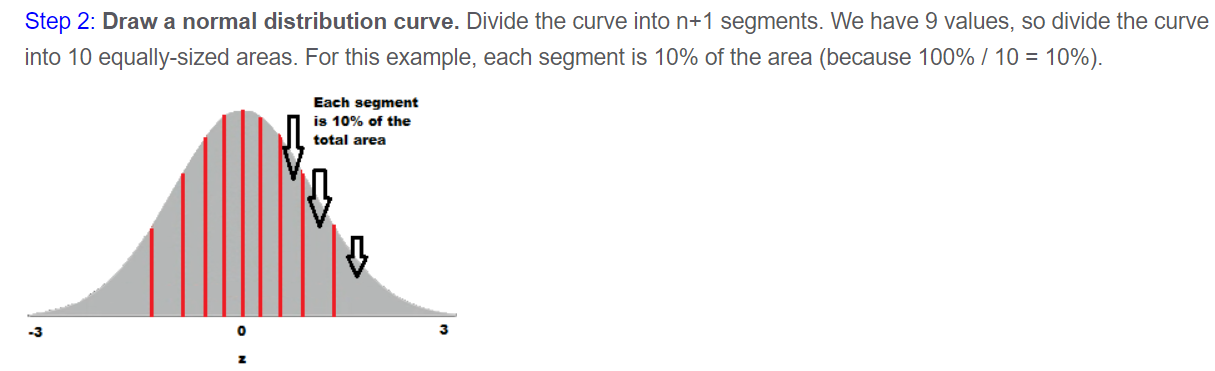 Step 2: Draw a normal distribution curve. Divide the curve into n+1 segments. We have 9 values, so divide the curve
into 10 equally-sized areas. For this example, each segment is 10% of the area (because 100% / 10 = 10%).
Each segment
is 10% of the
total area
-3
0
3
z